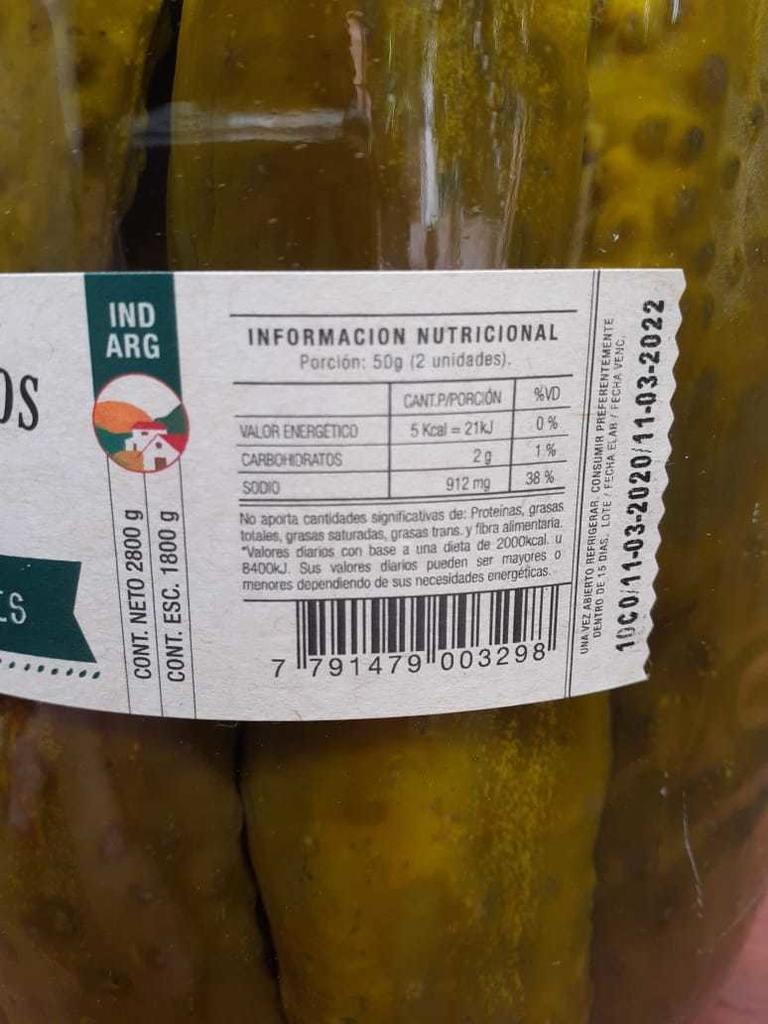 OS
ES
IND
ARG
CONT. NETO 2800 g
CONT. ESC. 1800 g
INFORMACION NUTRICIONAL
Porción: 50g (2 unidades).
CANT.P/PORCIÓN %VD
VALOR ENERGÉTICO 5 Kcal = 21kJ 0 %
CARBOHIDRATOS 2 g 1 %
SODIO 912 mg 38 %
No aporta cantidades significativas de: Proteínas, grasas
totales, grasas saturadas, grasas trans. y fibra alimentaria.
*Valores diarios con base a una dieta de 2000kcal. u
8400kJ. Sus valores diarios pueden ser mayores o
menores dependiendo de sus necesidades energéticas.
7 791479 003298
UNA VEZ ABIERTO REFRIGERAR. CONSUMIR PREFERENTEMENTE
DENTRO DE 15 DIAS. LOTE / FECHA ELAB / FECHA VENC.
10C0/11-03-2020/11-03-2022